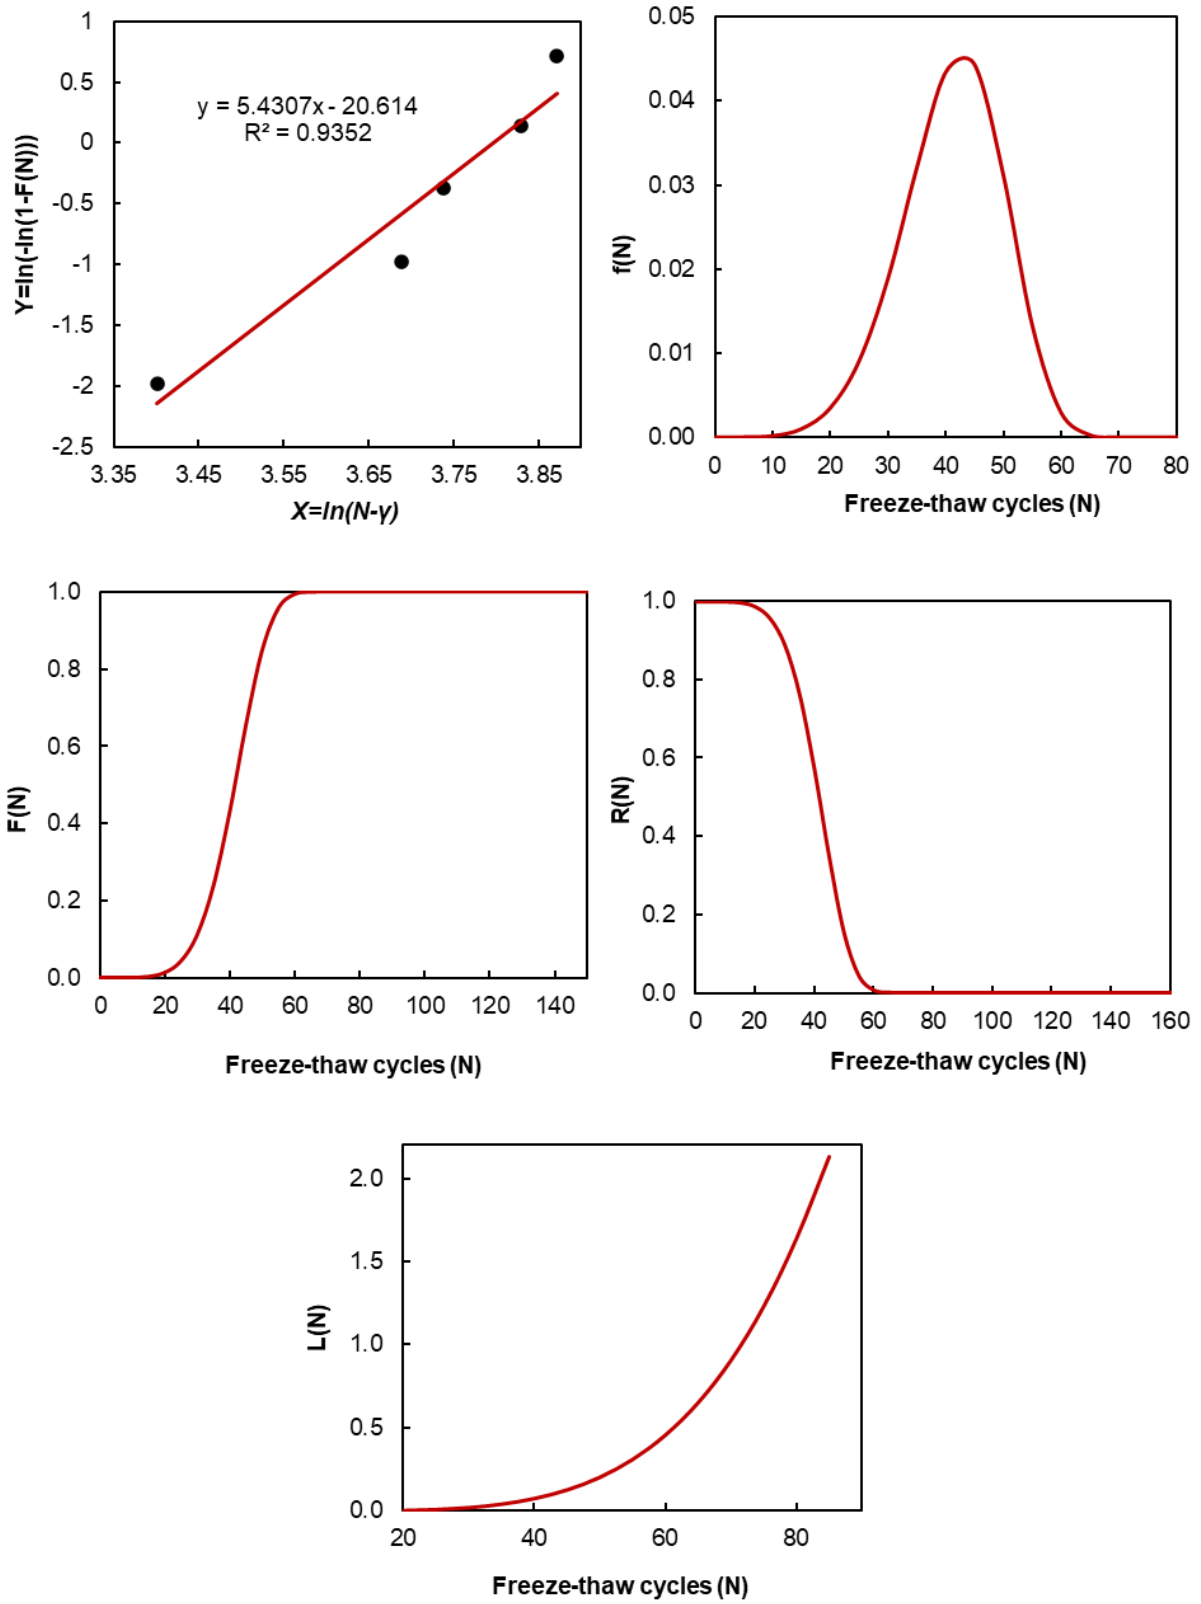 1
0.5
0
-0.5
-1
-1.5
-2
-2.5
Y=ln(-ln(1-F(N)))
y = 5.4307x - 20.614
R² = 0.9352
3.35 3.45 3.55 3.65 3.75 3.85
X=ln(N-γ)
0.05
0.04
0.03
0.02
0.01
0.00
f(N)
0 10 20 30 40 50 60 70 80
Freeze-thaw cycles (N)
1.0
0.8
0.6
0.4
0.2
0.0
F(N)
0 20 40 60 80 100 120 140
Freeze-thaw cycles (N)
1.0
0.8
0.6
0.4
0.2
0.0
R(N)
0 20 40 60 80 100 120 140 160
Freeze-thaw cycles (N)
2.0
1.5
1.0
0.5
0.0
L(N)
20 40 60 80
Freeze-thaw cycles (N)